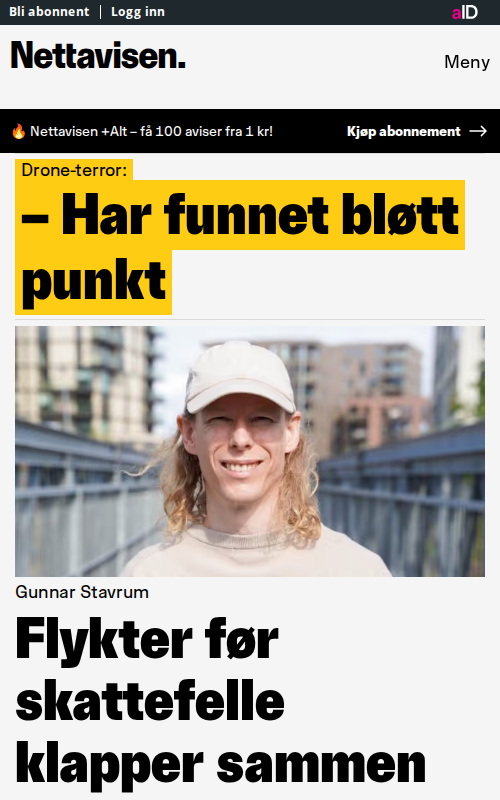 Bli abonnent | Logg inn
aID
Nettavisen.
Meny
🔥 Nettavisen +Alt – få 100 aviser fra 1 kr!
Kjøp abonnement →
Drone-terror:
– Har funnet bløtt
punkt
Gunnar Stavrum
Flykter før
skattefelle
klapper sammen